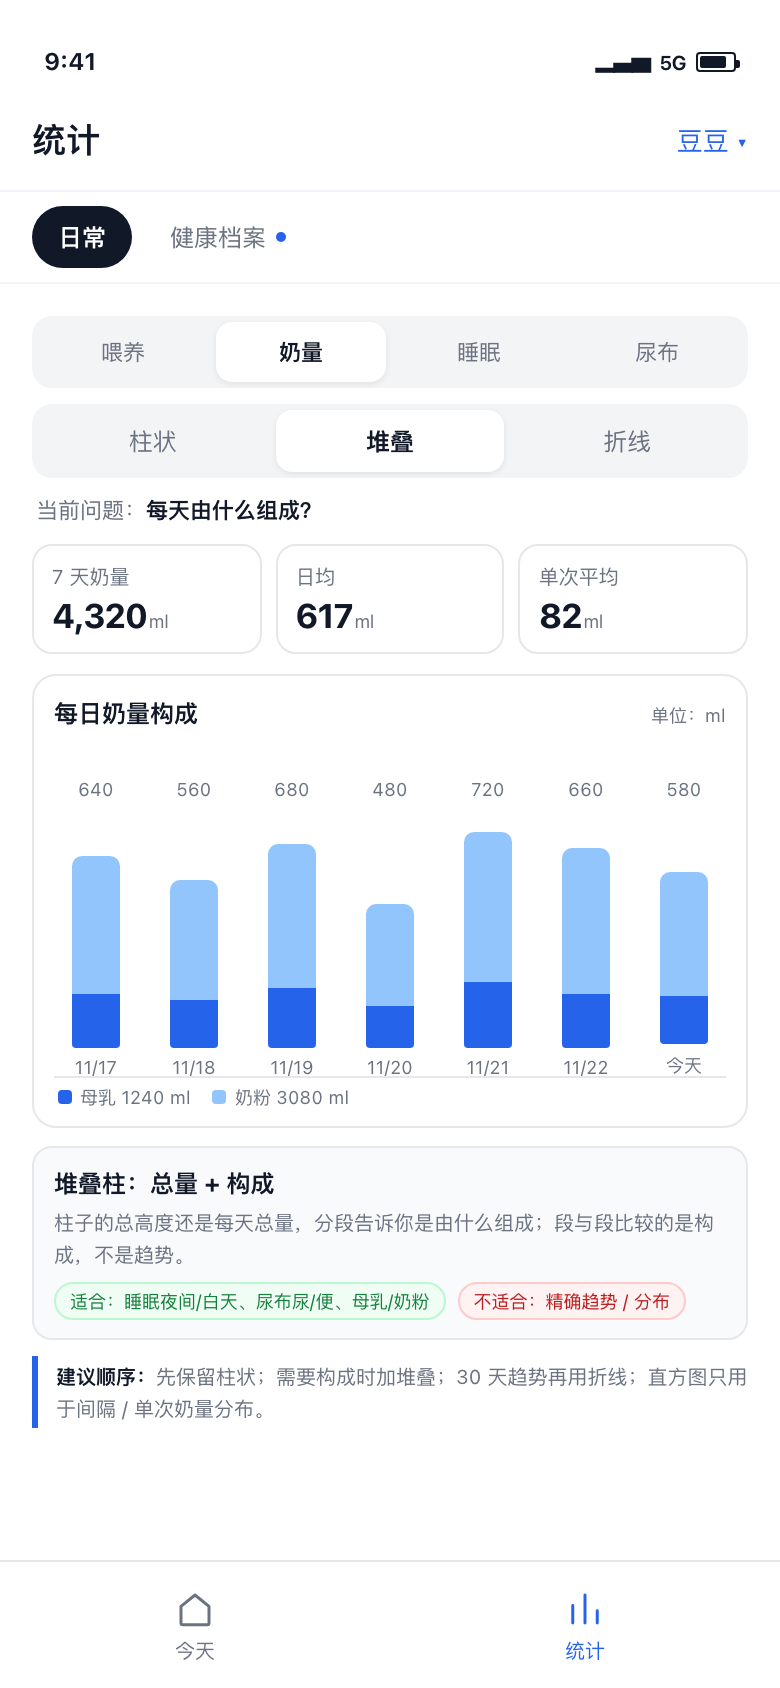 9:41
5G
统计
豆豆 ▾
日常
健康档案
喂养
奶量
睡眠
尿布
柱状
堆叠
折线
当前问题：每天由什么组成?
7 天奶量
4,320ml
日均
617ml
单次平均
82ml
每日奶量构成
单位：ml
640 560 680 480 720 660 580
11/17 11/18 11/19 11/20 11/21 11/22 今天
母乳 1240 ml 奶粉 3080 ml
堆叠柱：总量 + 构成
柱子的总高度还是每天总量，分段告诉你是由什么组成；段与段比较的是构
成，不是趋势。
适合：睡眠夜间/白天、尿布尿/便、母乳/奶粉
不适合：精确趋势 / 分布
建议顺序：先保留柱状；需要构成时加堆叠；30 天趋势再用折线；直方图只用
于间隔 / 单次奶量分布。
今天
统计